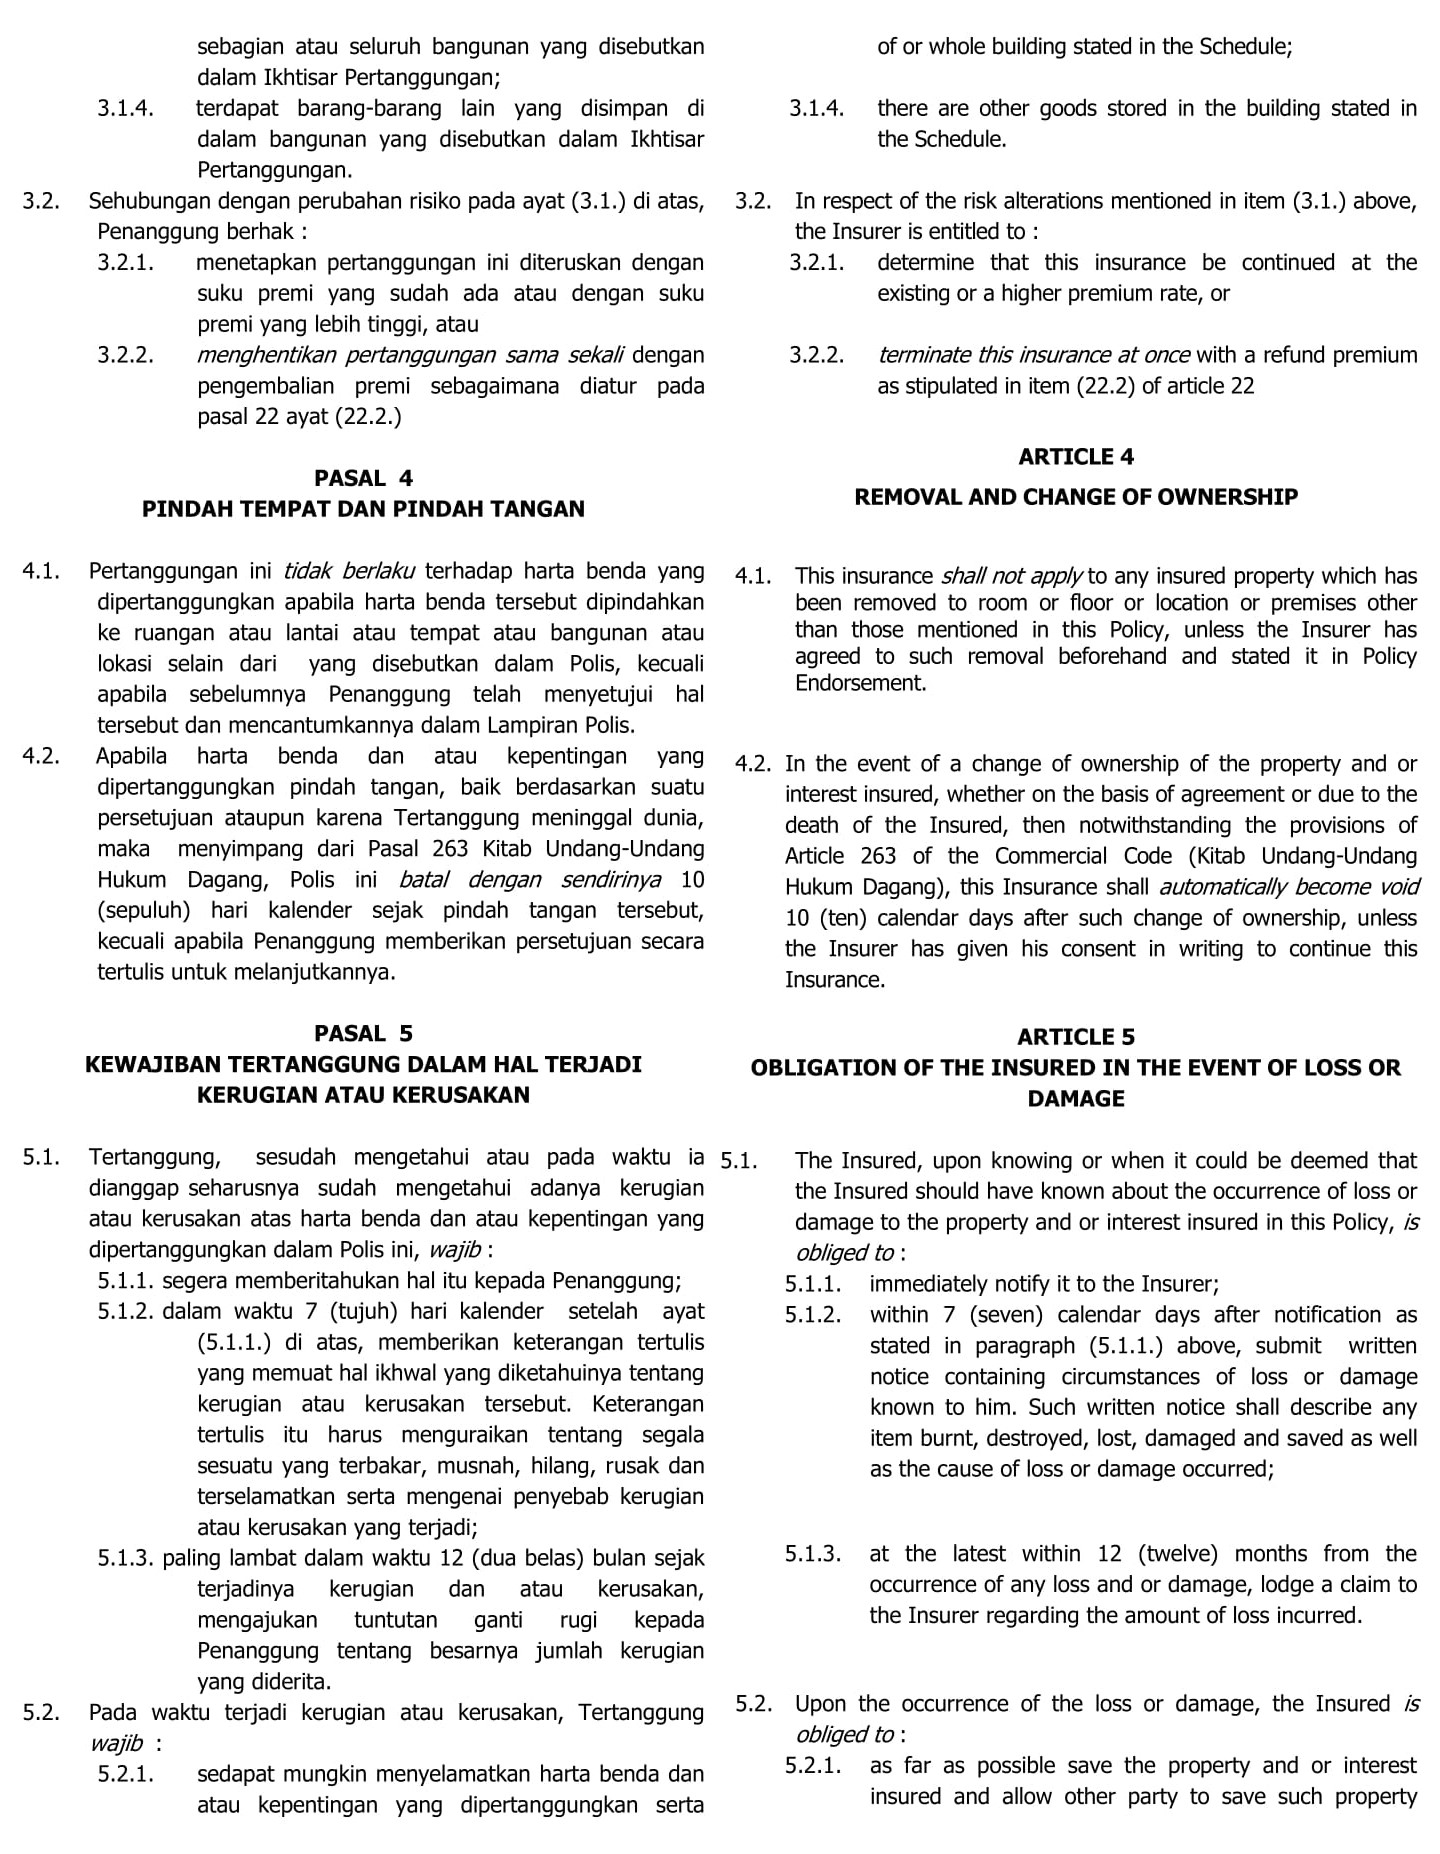 sebagian atau seluruh bangunan yang disebutkan
dalam Ikhtisar Pertanggungan;
3.1.4. terdapat barang-barang lain yang disimpan di
dalam bangunan yang disebutkan dalam Ikhtisar
Pertanggungan.
3.2. Sehubungan dengan perubahan risiko pada ayat (3.1.) di atas,
Penanggung berhak :
3.2.1. menetapkan pertanggungan ini diteruskan dengan
suku premi yang sudah ada atau dengan suku
premi yang lebih tinggi, atau
3.2.2. menghentikan pertanggungan sama sekali dengan
pengembalian premi sebagaimana diatur pada
pasal 22 ayat (22.2.)
PASAL 4
PINDAH TEMPAT DAN PINDAH TANGAN
4.1. Pertanggungan ini tidak berlaku terhadap harta benda yang
dipertanggungkan apabila harta benda tersebut dipindahkan
ke ruangan atau lantai atau tempat atau bangunan atau
lokasi selain dari yang disebutkan dalam Polis, kecuali
apabila sebelumnya Penanggung telah menyetujui hal
tersebut dan mencantumkannya dalam Lampiran Polis.
4.2. Apabila harta benda dan atau kepentingan yang
dipertanggungkan pindah tangan, baik berdasarkan suatu
persetujuan ataupun karena Tertanggung meninggal dunia,
maka menyimpang dari Pasal 263 Kitab Undang-Undang
Hukum Dagang, Polis ini batal dengan sendirinya 10
(sepuluh) hari kalender sejak pindah tangan tersebut,
kecuali apabila Penanggung memberikan persetujuan secara
tertulis untuk melanjutkannya.
PASAL 5
KEWAJIBAN TERTANGGUNG DALAM HAL TERJADI
KERUGIAN ATAU KERUSAKAN
5.1. Tertanggung, sesudah mengetahui atau pada waktu ia
dianggap seharusnya sudah mengetahui adanya kerugian
atau kerusakan atas harta benda dan atau kepentingan yang
dipertanggungkan dalam Polis ini, wajib :
5.1.1. segera memberitahukan hal itu kepada Penanggung;
5.1.2. dalam waktu 7 (tujuh) hari kalender setelah ayat
(5.1.1.) di atas, memberikan keterangan tertulis
yang memuat hal ikhwal yang diketahuinya tentang
kerugian atau kerusakan tersebut. Keterangan
tertulis itu harus menguraikan tentang segala
sesuatu yang terbakar, musnah, hilang, rusak dan
terselamatkan serta mengenai penyebab kerugian
atau kerusakan yang terjadi;
5.1.3. paling lambat dalam waktu 12 (dua belas) bulan sejak
terjadinya kerugian dan atau kerusakan,
mengajukan tuntutan ganti rugi kepada
Penanggung tentang besarnya jumlah kerugian
yang diderita.
5.2. Pada waktu terjadi kerugian atau kerusakan, Tertanggung
wajib :
5.2.1. sedapat mungkin menyelamatkan harta benda dan
atau kepentingan yang dipertanggungkan serta
of or whole building stated in the Schedule;
3.1.4. there are other goods stored in the building stated in
the Schedule.
3.2. In respect of the risk alterations mentioned in item (3.1.) above,
the Insurer is entitled to :
3.2.1. determine that this insurance be continued at the
existing or a higher premium rate, or
3.2.2. terminate this insurance at once with a refund premium
as stipulated in item (22.2) of article 22
ARTICLE 4
REMOVAL AND CHANGE OF OWNERSHIP
4.1. This insurance shall not apply to any insured property which has
been removed to room or floor or location or premises other
than those mentioned in this Policy, unless the Insurer has
agreed to such removal beforehand and stated it in Policy
Endorsement.
4.2. In the event of a change of ownership of the property and or
interest insured, whether on the basis of agreement or due to the
death of the Insured, then notwithstanding the provisions of
Article 263 of the Commercial Code (Kitab Undang-Undang
Hukum Dagang), this Insurance shall automatically become void
10 (ten) calendar days after such change of ownership, unless
the Insurer has given his consent in writing to continue this
Insurance.
ARTICLE 5
OBLIGATION OF THE INSURED IN THE EVENT OF LOSS OR
DAMAGE
5.1. The Insured, upon knowing or when it could be deemed that
the Insured should have known about the occurrence of loss or
damage to the property and or interest insured in this Policy, is
obliged to :
5.1.1. immediately notify it to the Insurer;
5.1.2. within 7 (seven) calendar days after notification as
stated in paragraph (5.1.1.) above, submit written
notice containing circumstances of loss or damage
known to him. Such written notice shall describe any
item burnt, destroyed, lost, damaged and saved as well
as the cause of loss or damage occurred;
5.1.3. at the latest within 12 (twelve) months from the
occurrence of any loss and or damage, lodge a claim to
the Insurer regarding the amount of loss incurred.
5.2. Upon the occurrence of the loss or damage, the Insured is
obliged to :
5.2.1. as far as possible save the property and or interest
insured and allow other party to save such property